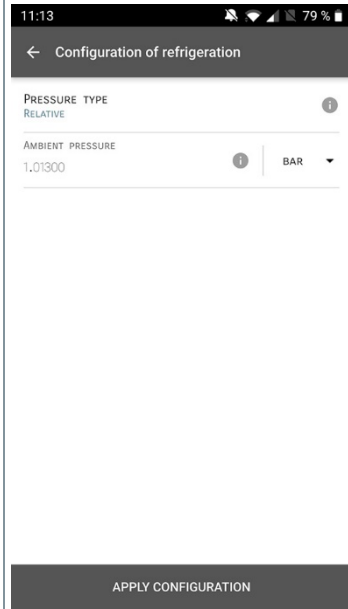 11:13
79 %
Configuration of refrigeration
PRESSURE TYPE
RELATIVE
AMBIENT PRESSURE
1.01300
BAR
APPLY CONFIGURATION